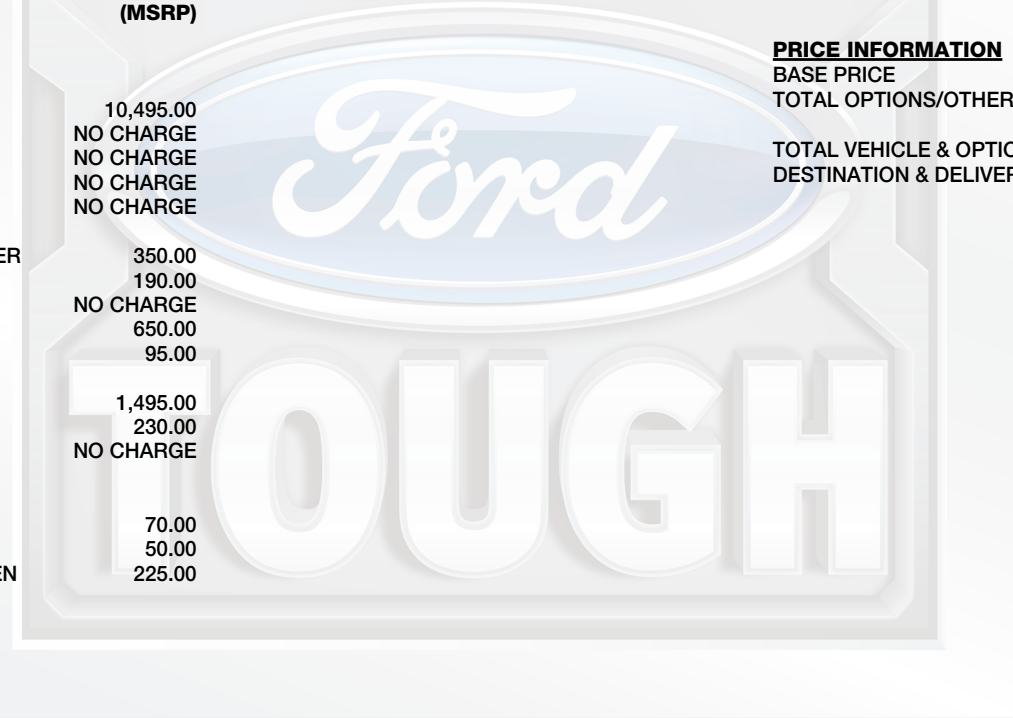 (MSRP)
10,495.00
NO CHARGE
NO CHARGE
NO CHARGE
NO CHARGE
ER 350.00
190.00
NO CHARGE
650.00
95.00
1,495.00
230.00
NO CHARGE
70.00
50.00
EN 225.00
PRICE INFORMATION
BASE PRICE
TOTAL OPTIONS/OTHER
TOTAL VEHICLE & OPTIO
DESTINATION & DELIVER
Ford
TOUGH